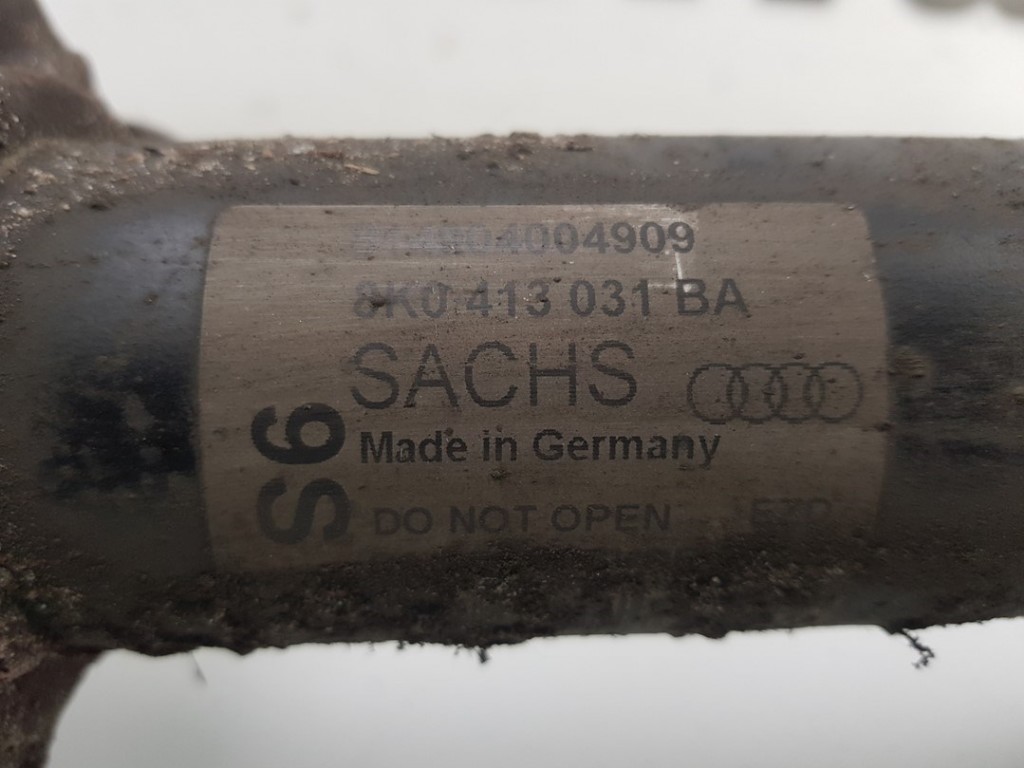 8K0 413 031 BA
SACHS
Made in Germany
DO NOT OPEN
S6